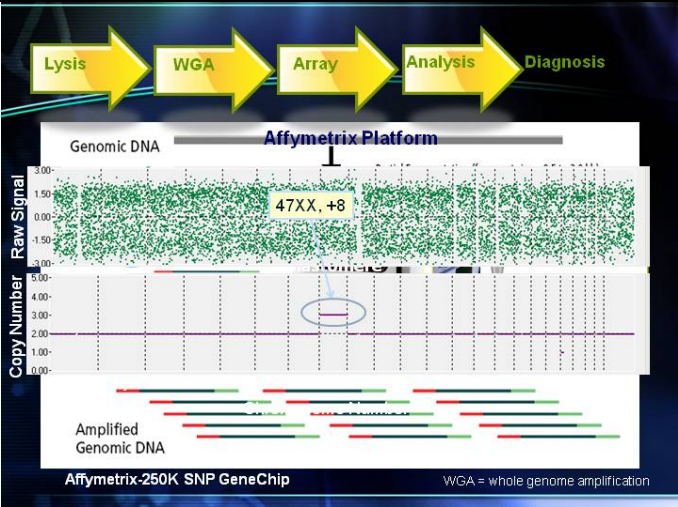 Lysis
WGA
Array
Analysis
Diagnosis
Affymetrix Platform
Genomic DNA
Raw Signal
3.00
1.50
0.00
-1.50
-3.00
47XX, +8
Copy Number
5.00
4.00
3.00
2.00
1.00
0.00
Number
Amplified
Genomic DNA
Affymetrix-250K SNP GeneChip
WGA = whole genome amplification